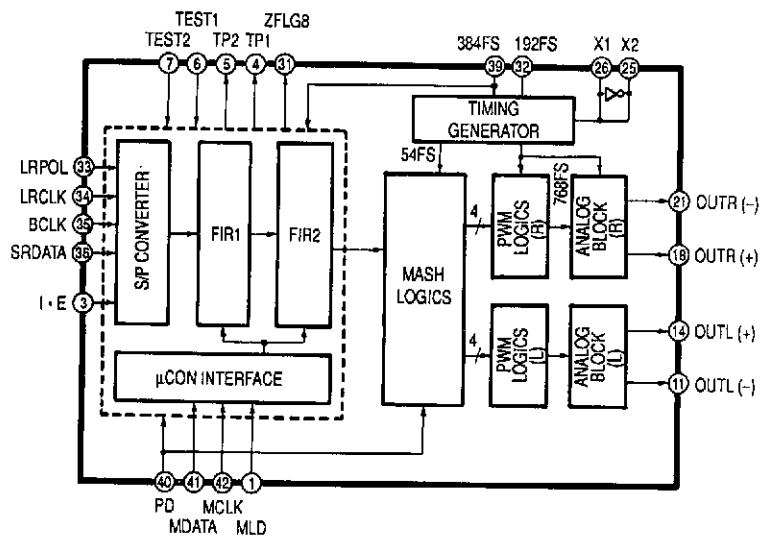 TEST1
ZFLG8
TEST2
TP2
TP1
384FS
192FS
X1
X2
7
6
5
4
31
39
32
26
25
TIMING
GENERATOR
54FS
768FS
LRPOL
33
LRCLK
34
BCLK
35
SRDATA
36
I • E
3
S/P CONVERTER
FIR1
FIR2
MASH
LOGICS
4
PWM
LOGICS
(R)
ANALOG
BLOCK
(R)
21
OUTR (–)
18
OUTR (+)
4
PWM
LOGICS
(L)
ANALOG
BLOCK
(L)
14
OUTL (+)
11
OUTL (–)
µCON INTERFACE
40
41
42
1
PD
MCLK
MDATA
MLD